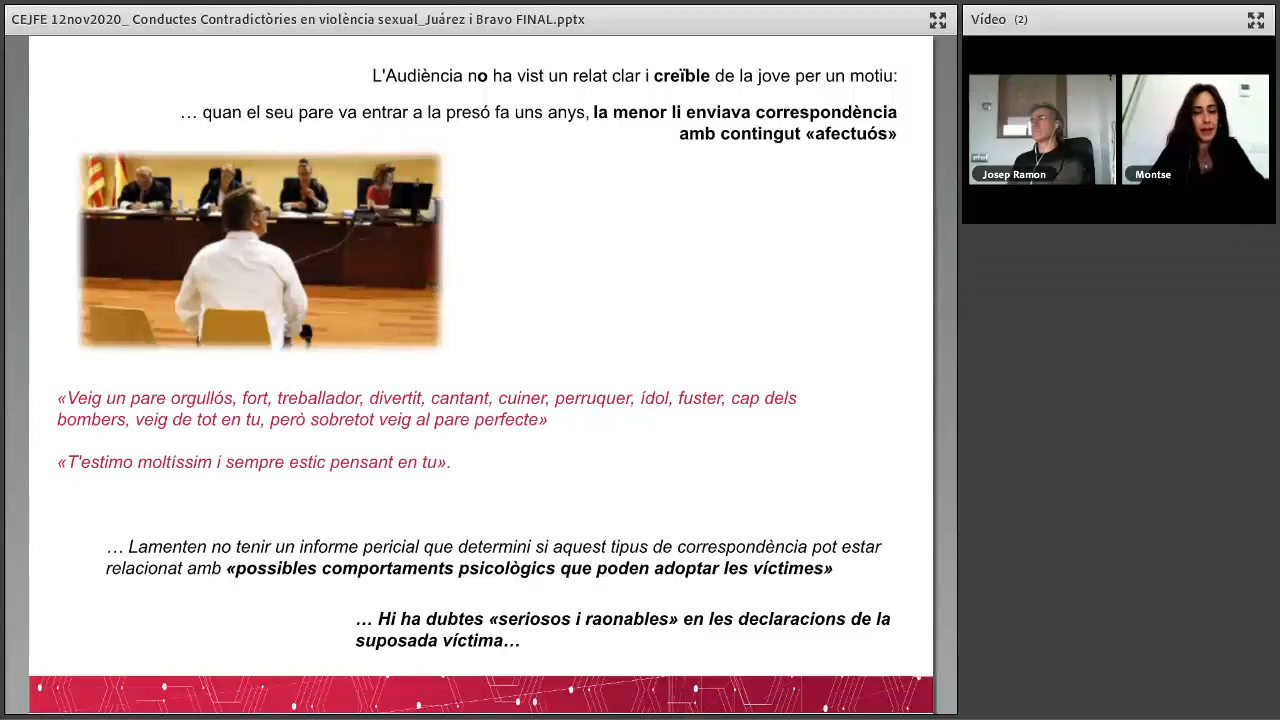 CEJFE 12nov2020_ Conductes Contradictòries en violència sexual_Juárez i Bravo FINAL.pptx
Vídeo (2)
L'Audiència no ha vist un relat clar i creïble de la jove per un motiu:
… quan el seu pare va entrar a la presó fa uns anys, la menor li enviava correspondència
amb contingut «afectuós»
Josep Ramon
Montse
«Veig un pare orgullós, fort, treballador, divertit, cantant, cuiner, perruquer, ídol, fuster, cap dels
bombers, veig de tot en tu, però sobretot veig al pare perfecte»
«T'estimo moltíssim i sempre estic pensant en tu».
… Lamenten no tenir un informe pericial que determini si aquest tipus de correspondència pot estar
relacionat amb «possibles comportaments psicològics que poden adoptar les víctimes»
… Hi ha dubtes «seriosos i raonables» en les declaracions de la
suposada víctima…